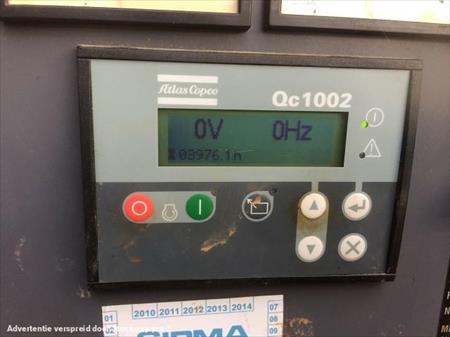 Atlas Copco
Qc1002
0V 0Hz
03976.1h
2010 2011 2012 2013 2014
01
02
07
08
09
Advertentie verspreid door